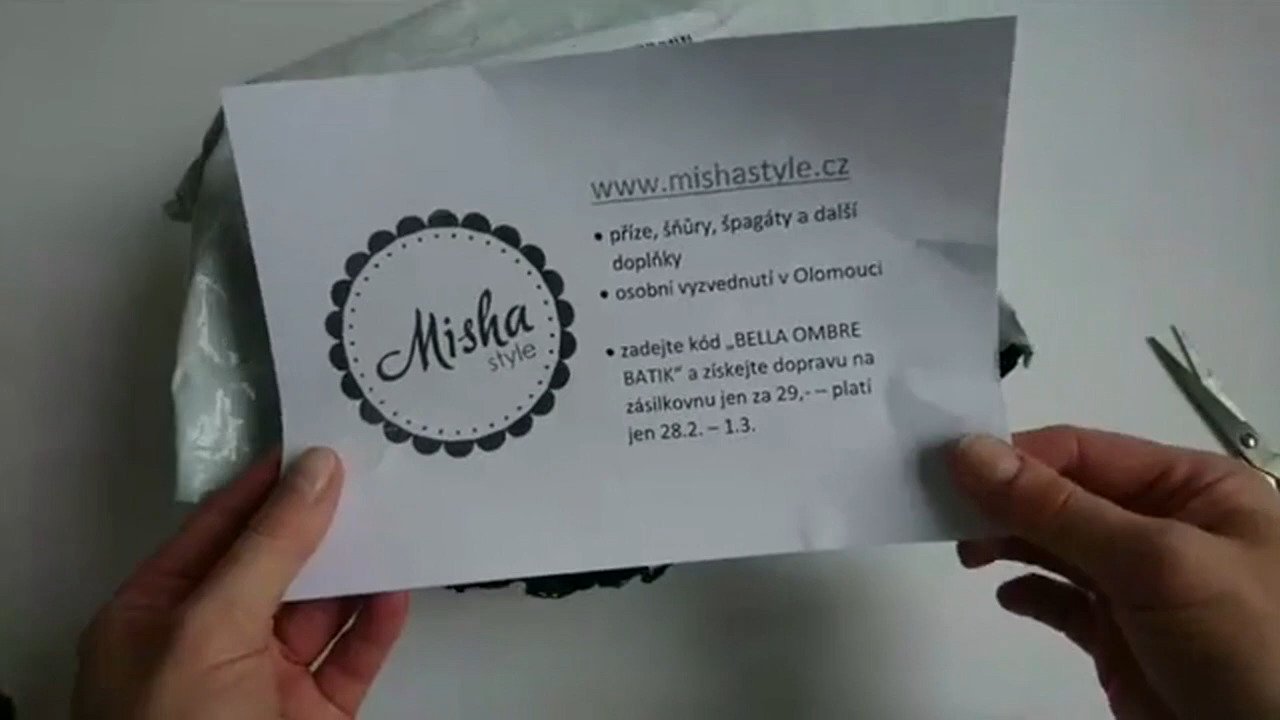 Misha
style
www.mishastyle.cz
• příze, šňůry, špagáty a další
doplňky
• osobní vyzvednutí v Olomouci
• zadejte kód „BELLA OMBRE
BATIK“ a získejte dopravu na
zásilkovnu jen za 29,- – platí
jen 28.2. – 1.3.